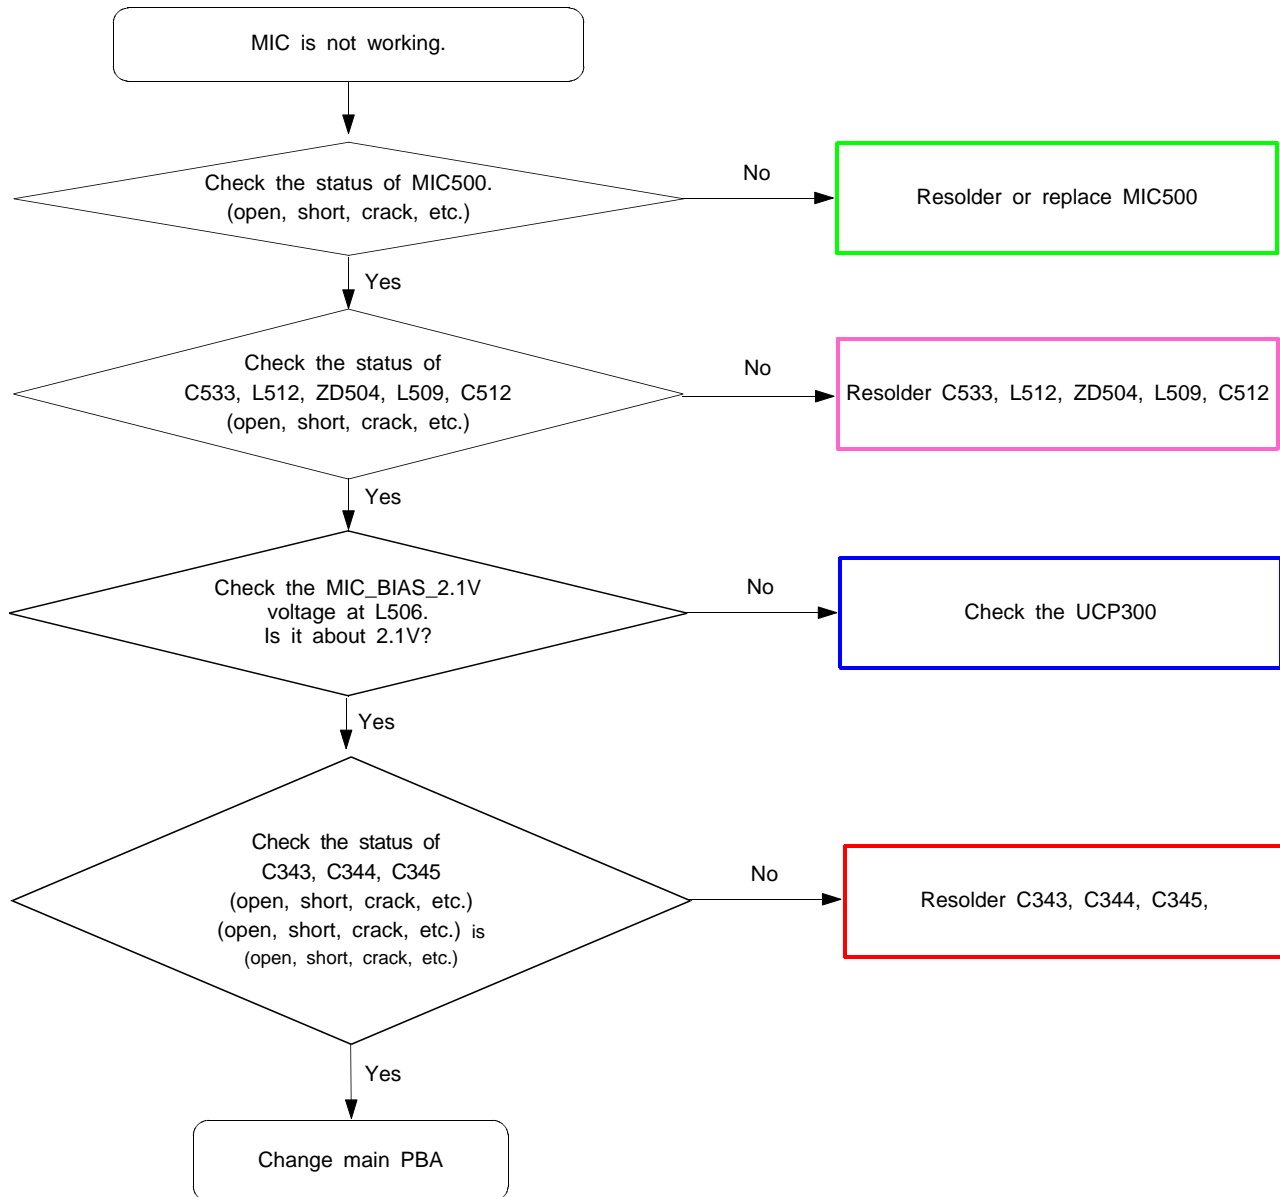 MIC is not working.
Check the status of MIC500.
(open, short, crack, etc.)
No
Resolder or replace MIC500
Yes
Check the status of
C533, L512, ZD504, L509, C512
(open, short, crack, etc.)
No
Resolder C533, L512, ZD504, L509, C512
Yes
Check the MIC_BIAS_2.1V
voltage at L506.
Is it about 2.1V?
No
Check the UCP300
Yes
Check the status of
C343, C344, C345
(open, short, crack, etc.)
(open, short, crack, etc.) is
(open, short, crack, etc.)
No
Resolder C343, C344, C345,
Yes
Change main PBA